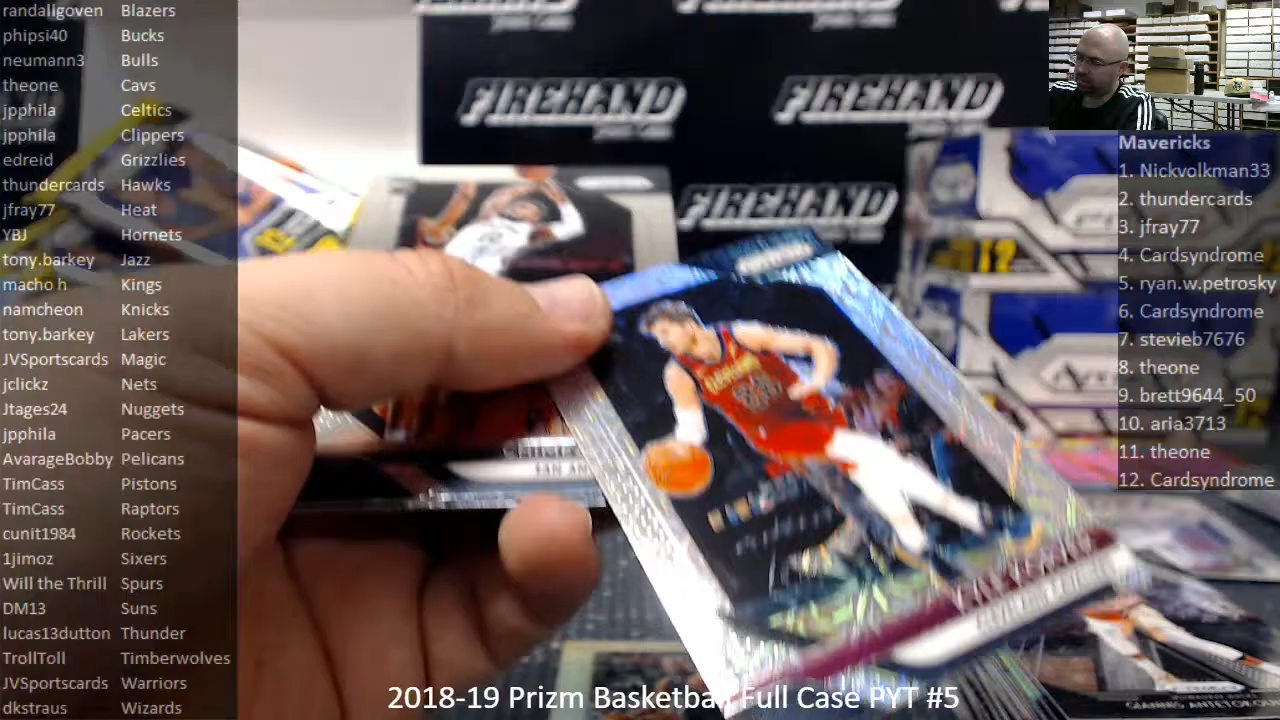 randallgoven Blazers
phipsi40 Bucks
neumann3 Bulls
theone Cavs
jpphila Celtics
jpphila Clippers
edreid Grizzlies
thundercards Hawks
jfray77 Heat
YBJ Hornets
tony.barkey Jazz
macho h Kings
namcheon Knicks
tony.barkey Lakers
JVSportscards Magic
jclickz Nets
Jtages24 Nuggets
jpphila Pacers
AvarageBobby Pelicans
TimCass Pistons
TimCass Raptors
cunit1984 Rockets
1jimoz Sixers
Will the Thrill Spurs
DM13 Suns
lucas13dutton Thunder
TrollToll Timberwolves
JVSportscards Warriors
dkstraus Wizards
FIREHAND
FIREHAND
FIREHAND
GIANNIS ANTETOKOU
Mavericks
1. Nickvolkman33
2. thundercards
3. jfray77
4. Cardsyndrome
5. ryan.w.petrosky
6. Cardsyndrome
7. stevieb7676
8. theone
9. brett9644_50
10. aria3713
11. theone
12. Cardsyndrome
2018-19 Prizm Basketball Full Case PYT #5